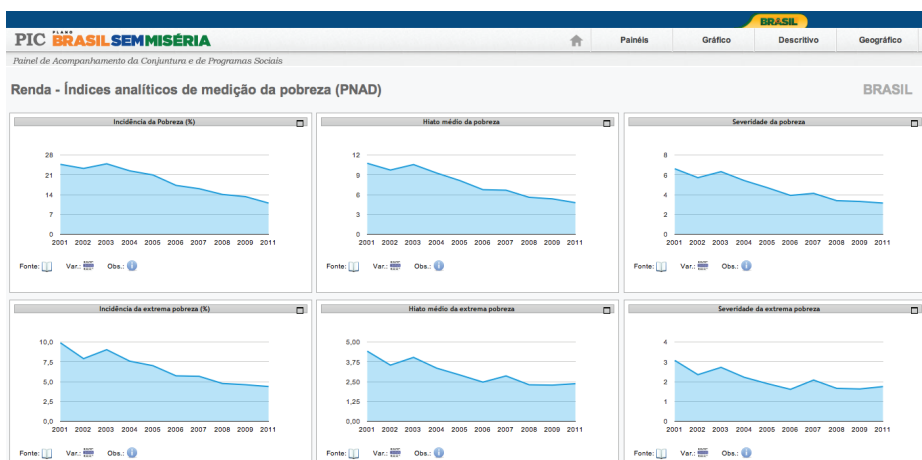 BRASIL
PIC PLANO BRASIL SEM MISÉRIA
Painéis Gráfico Descritivo Geográfico
Painel de Acompanhamento da Conjuntura e de Programas Sociais
Renda - Índices analíticos de medição da pobreza (PNAD) BRASIL
Incidência da Pobreza (%)
28
21
14
7
0
2001 2002 2003 2004 2005 2006 2007 2008 2009 2011
Fonte: Var.: Obs.:
Hiato médio da pobreza
12
9
6
3
0
2001 2002 2003 2004 2005 2006 2007 2008 2009 2011
Fonte: Var.: Obs.:
Severidade da pobreza
8
6
4
2
0
2001 2002 2003 2004 2005 2006 2007 2008 2009 2011
Fonte: Var.: Obs.:
Incidência da extrema pobreza (%)
10,0
7,5
5,0
2,5
0,0
2001 2002 2003 2004 2005 2006 2007 2008 2009 2011
Fonte: Var.: Obs.:
Hiato médio da extrema pobreza
5,00
3,75
2,50
1,25
0,00
2001 2002 2003 2004 2005 2006 2007 2008 2009 2011
Fonte: Var.: Obs.:
Severidade da extrema pobreza
4
3
2
1
0
2001 2002 2003 2004 2005 2006 2007 2008 2009 2011
Fonte: Var.: Obs.: